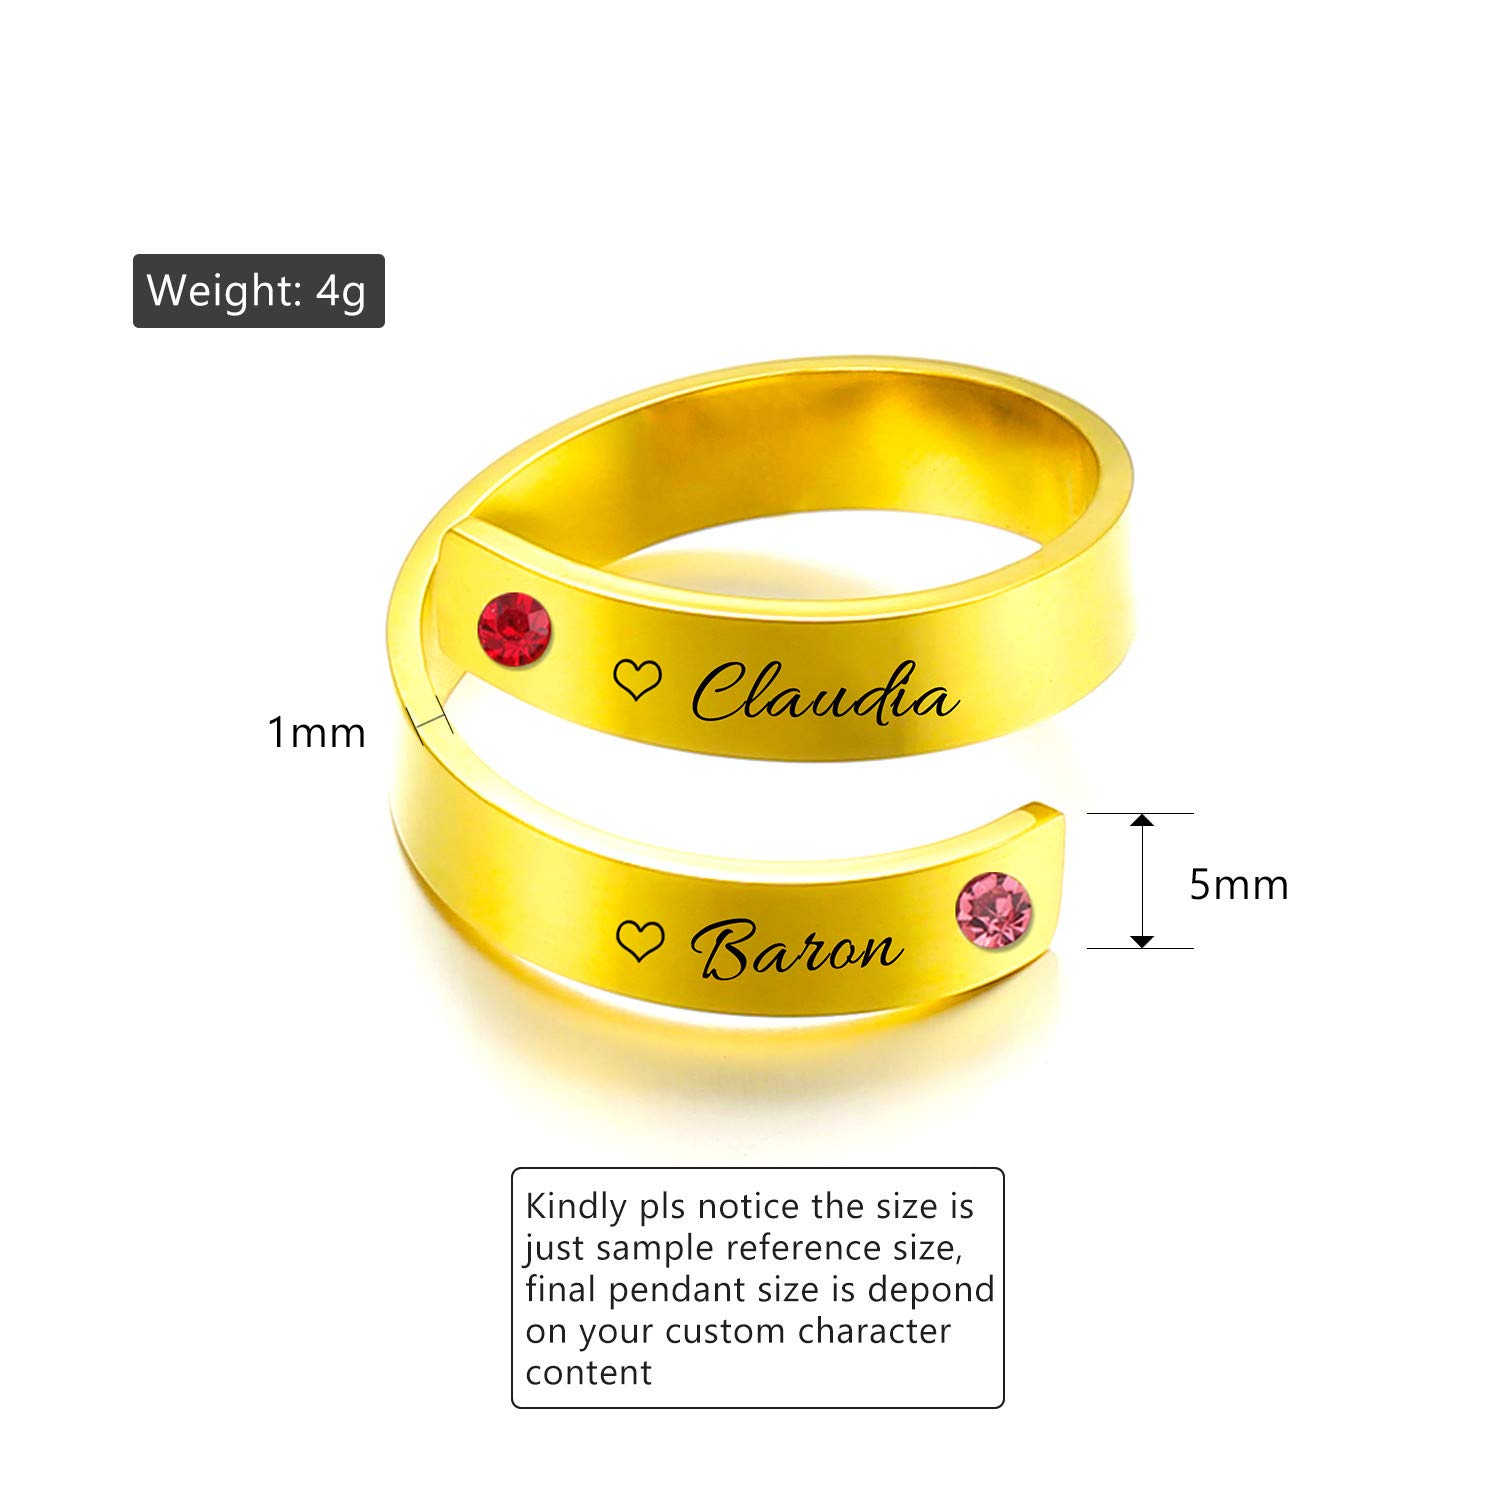 Weight: 4g
♡ Claudia
1mm
5mm
♡ Baron
Kindly pls notice the size is
just sample reference size,
final pendant size is depond
on your custom character
content